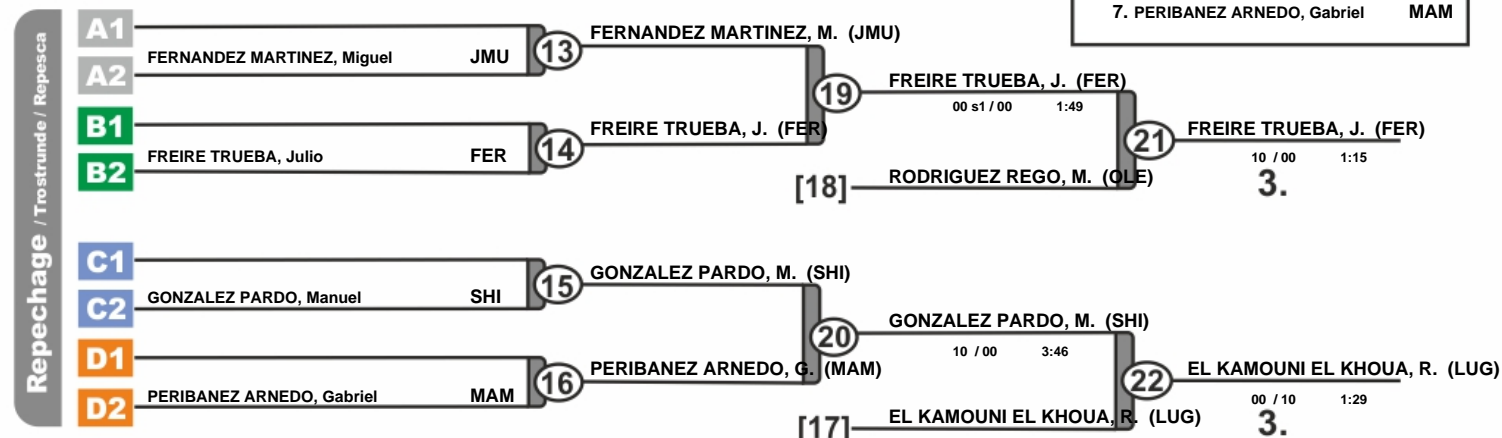 7. PERIBANEZ ARNEDO, Gabriel MAM
Repechage / Trostrunde / Repesca
A1
FERNANDEZ MARTINEZ, Miguel JMU
A2
13
FERNANDEZ MARTINEZ, M. (JMU)
B1
FREIRE TRUEBA, Julio FER
B2
14
FREIRE TRUEBA, J. (FER)
19
FREIRE TRUEBA, J. (FER)
00 s1 / 00 1:49
[18]
RODRIGUEZ REGO, M. (OLE)
21
FREIRE TRUEBA, J. (FER)
10 / 00 1:15
3.
C1
GONZALEZ PARDO, Manuel SHI
C2
15
GONZALEZ PARDO, M. (SHI)
D1
PERIBANEZ ARNEDO, Gabriel MAM
D2
16
PERIBANEZ ARNEDO, G. (MAM)
20
GONZALEZ PARDO, M. (SHI)
10 / 00 3:46
[17]
EL KAMOUNI EL KHOUA, R. (LUG)
22
EL KAMOUNI EL KHOUA, R. (LUG)
00 / 10 1:29
3.